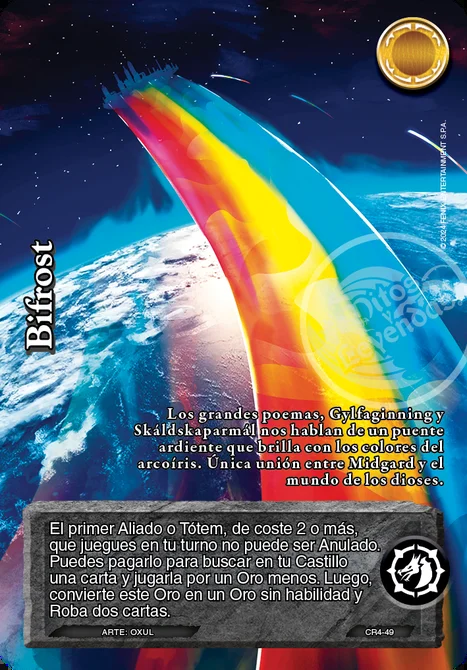 © 2024 FENIX ENTERTAINMENT S.P.A.
Bifrost
Mitos
y
Leyendas
Los grandes poemas, Gylfaginning y
Skáldskaparmál nos hablan de un puente
ardiente que brilla con los colores del
arcoíris. Única unión entre Midgard y el
mundo de los dioses.
El primer Aliado o Tótem, de coste 2 o más,
que juegues en tu turno no puede ser Anulado.
Puedes pagarlo para buscar en tu Castillo
una carta y jugarla por un Oro menos. Luego,
convierte este Oro en un Oro sin habilidad y
Roba dos cartas.
ARTE: OXUL
CR4-49